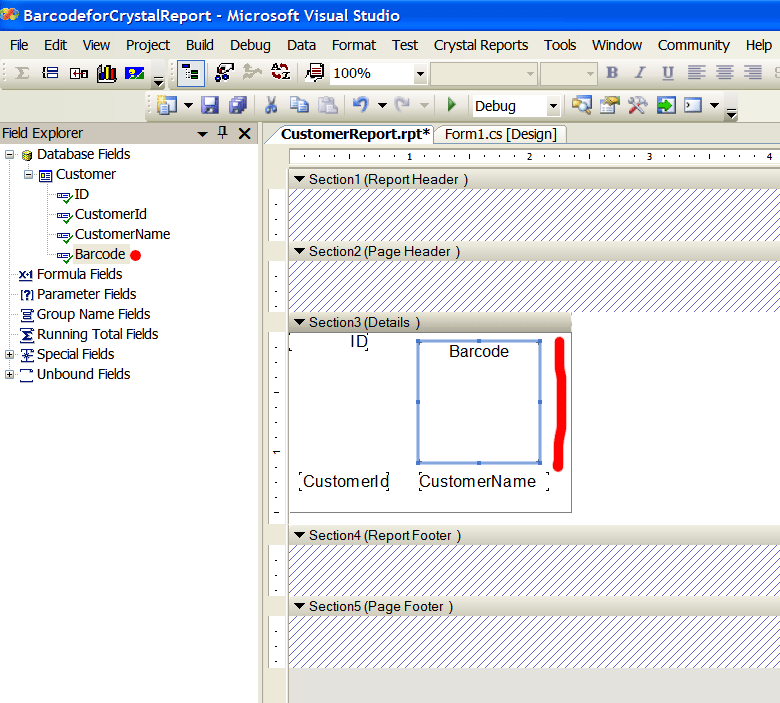 BarcodeforCrystalReport - Microsoft Visual Studio
File Edit View Project Build Debug Data Format Test Crystal Reports Tools Window Community Help
100% B I U
Debug
Field Explorer
CustomerReport.rpt* Form1.cs [Design]
Database Fields
Customer
ID
CustomerId
CustomerName
Barcode
Formula Fields
Parameter Fields
Group Name Fields
Running Total Fields
Special Fields
Unbound Fields
1 2 3 4
Section1 (Report Header )
Section2 (Page Header )
Section3 (Details )
ID Barcode
1
CustomerId CustomerName
Section4 (Report Footer )
Section5 (Page Footer )